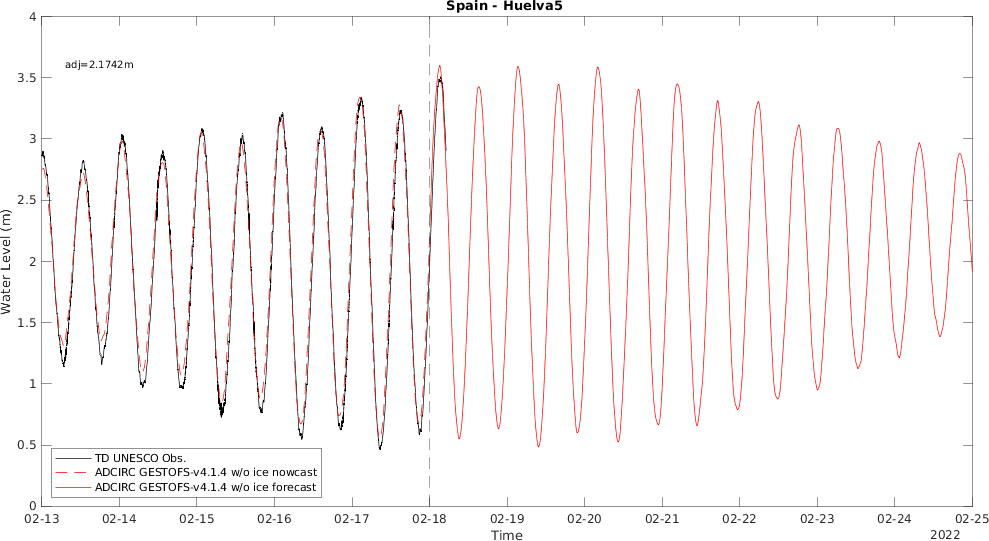 Spain - Huelva5
adj=2.1742m
4
3.5
3
2.5
2
1.5
1
0.5
0
Water Level (m)
TD UNESCO Obs.
ADCIRC GESTOFS-v4.1.4 w/o ice nowcast
ADCIRC GESTOFS-v4.1.4 w/o ice forecast
02-13 02-14 02-15 02-16 02-17 02-18 02-19 02-20 02-21 02-22 02-23 02-24 02-25
Time
2022